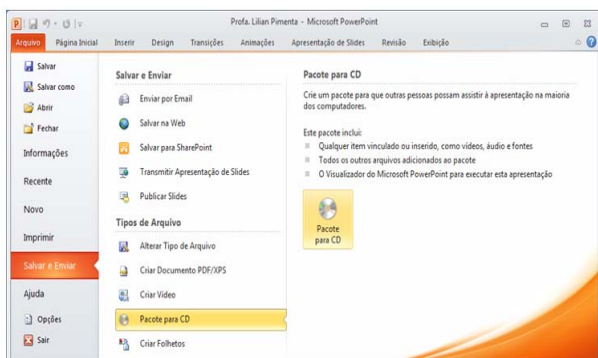 Profa. Lilian Pimenta - Microsoft PowerPoint
Arquivo Página Inicial Inserir Design Transições Animações Apresentação de Slides Revisão Exibição
Salvar
Salvar como
Abrir
Fechar
Informações
Recente
Novo
Imprimir
Salvar e Enviar
Ajuda
Opções
Sair
Salvar e Enviar
Enviar por Email
Salvar na Web
Salvar para SharePoint
Transmitir Apresentação de Slides
Publicar Slides
Tipos de Arquivo
Alterar Tipo de Arquivo
Criar Documento PDF/XPS
Criar Vídeo
Pacote para CD
Criar Folhetos
Pacote para CD
Crie um pacote para que outras pessoas possam assistir à apresentação na maioria
dos computadores.
Este pacote inclui:
Qualquer item vinculado ou inserido, como vídeos, áudio e fontes
Todos os outros arquivos adicionados ao pacote
O Visualizador do Microsoft PowerPoint para executar esta apresentação
Pacote
para CD